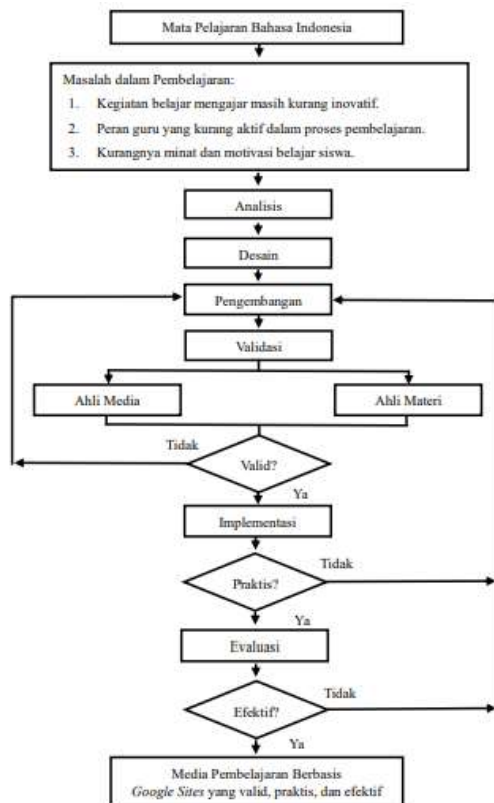 Mata Pelajaran Bahasa Indonesia
Masalah dalam Pembelajaran:
1. Kegiatan belajar mengajar masih kurang inovatif.
2. Peran guru yang kurang aktif dalam proses pembelajaran.
3. Kurangnya minat dan motivasi belajar siswa.
Analisis
Desain
Pengembangan
Validasi
Ahli Media
Ahli Materi
Tidak
Valid?
Ya
Implementasi
Tidak
Praktis?
Ya
Evaluasi
Tidak
Efektif?
Ya
Media Pembelajaran Berbasis
Google Sites yang valid, praktis, dan efektif